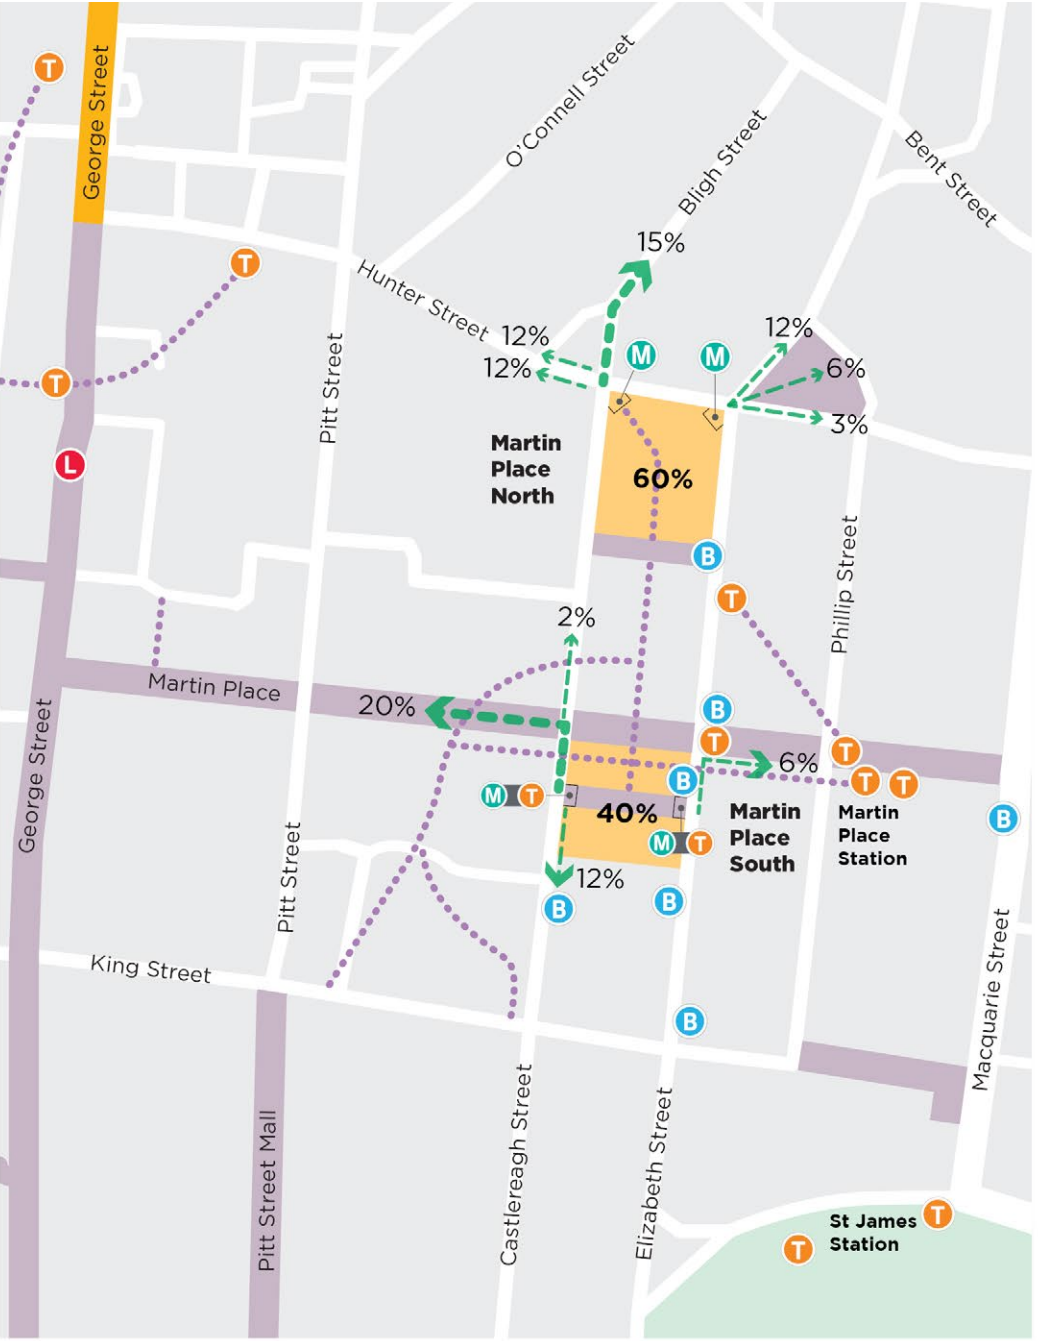 George Street
T
O'Connell Street
Bligh Street
Bent Street
T
Hunter Street
15%
12%
12%
M
M
12%
6%
3%
T
Pitt Street
L
Martin
Place
North
60%
B
T
Phillip Street
2%
Martin Place
20%
B
T
T
6%
B
T
T
M T
40%
M T
Martin
Place
South
Martin
Place
Station
B
George Street
Pitt Street
12%
B
B
King Street
B
Macquarie Street
Castlereagh Street
Elizabeth Street
Pitt Street Mall
St James
Station
T
T